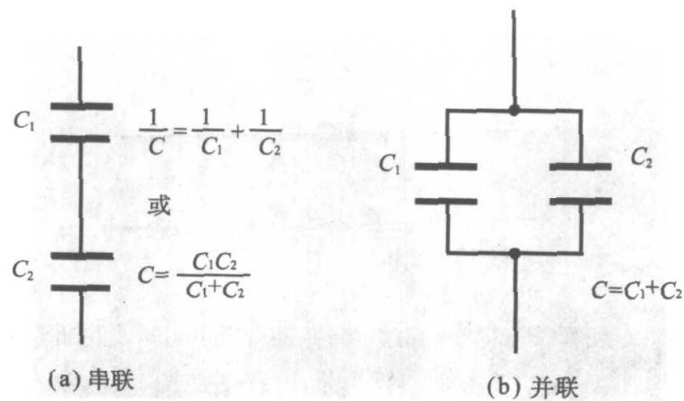 C₁
1/C = 1/C₁ + 1/C₂
或
C₂
C = C₁C₂/C₁+C₂
(a) 串联
C₁
C₂
C=C₁+C₂
(b) 并联